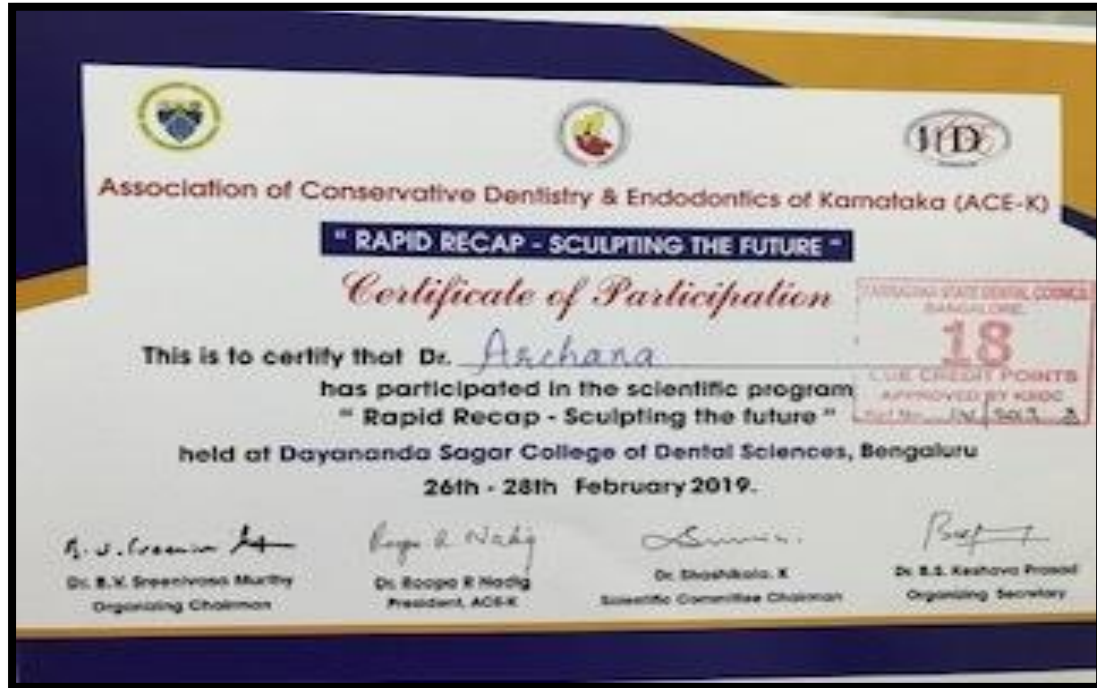 Association of Conservative Dentistry & Endodontics of Karnataka (ACE-K)
" RAPID RECAP - SCULPTING THE FUTURE "
Certificate of Participation
KARNATAKA STATE DENTAL COUNCIL
BANGALORE.
18
CDE CREDIT POINTS
APPROVED BY KSDC
This is to certify that Dr. Archana
has participated in the scientific program
" Rapid Recap - Sculpting the future "
held at Dayananda Sagar College of Dental Sciences, Bengaluru
26th - 28th February 2019.
Dr. B.V. Sreenivasa Murthy
Organizing Chairman
Roopa R Nadig
Dr. Roopa R Nadig
President, ACE-K
Dr. Shashikala. K
Scientific Committee Chairman
Dr. B.S. Keshava Prasad
Organizing Secretary